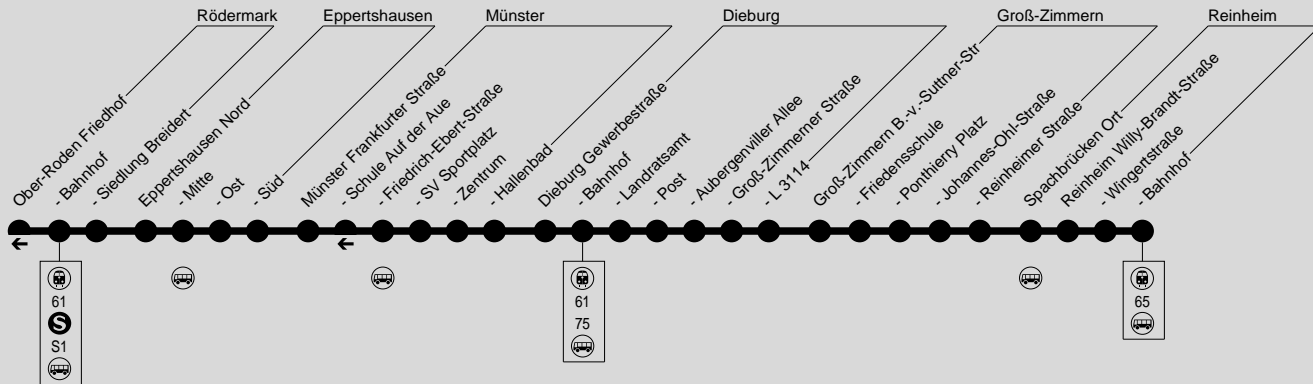 Rödermark
Eppertshausen
Münster
Dieburg
Groß-Zimmern
Reinheim
Ober-Roden Friedhof
- Bahnhof
- Siedlung Breidert
Eppertshausen Nord
- Mitte
- Ost
- Süd
Münster Frankfurter Straße
- Schule Auf der Aue
- Friedrich-Ebert-Straße
- SV Sportplatz
- Zentrum
- Hallenbad
Dieburg Gewerbestraße
- Bahnhof
- Landratsamt
- Post
- Aubergenviller Allee
- Groß-Zimmerner Straße
- L 3114
Groß-Zimmern B.-v.-Suttner-Str
- Friedensschule
- Ponthierry Platz
- Johannes-Ohl-Straße
- Reinheimer Straße
Spachbrücken Ort
Reinheim Willy-Brandt-Straße
- Wingertstraße
- Bahnhof
61
S
S1
61
75
65